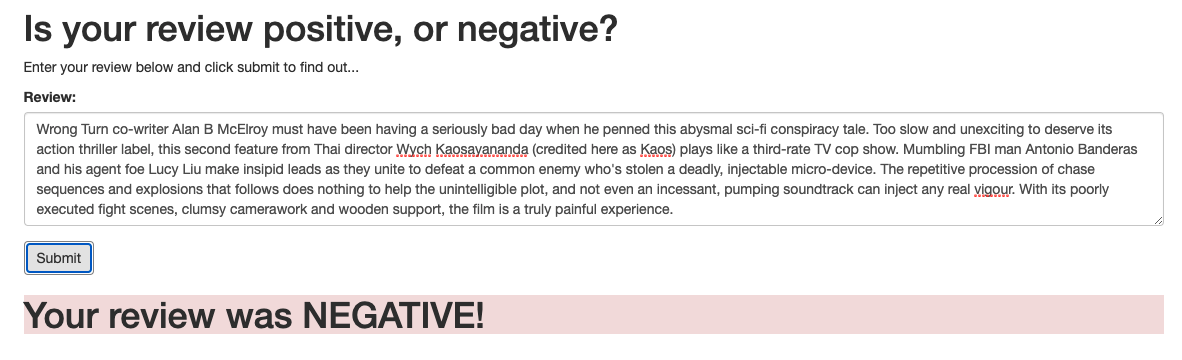 Is your review positive, or negative?
Enter your review below and click submit to find out...
Review:
Wrong Turn co-writer Alan B McElroy must have been having a seriously bad day when he penned this abysmal sci-fi conspiracy tale. Too slow and unexciting to deserve its
action thriller label, this second feature from Thai director Wych Kaosayananda (credited here as Kaos) plays like a third-rate TV cop show. Mumbling FBI man Antonio Banderas
and his agent foe Lucy Liu make insipid leads as they unite to defeat a common enemy who's stolen a deadly, injectable micro-device. The repetitive procession of chase
sequences and explosions that follows does nothing to help the unintelligible plot, and not even an incessant, pumping soundtrack can inject any real vigour. With its poorly
executed fight scenes, clumsy camerawork and wooden support, the film is a truly painful experience.
Submit
Your review was NEGATIVE!